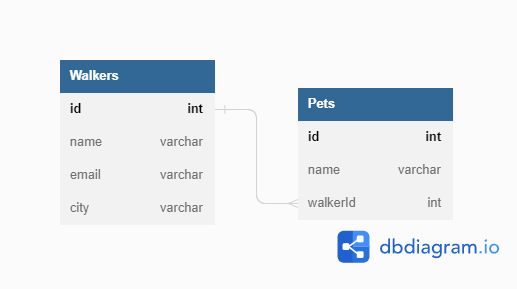 Walkers
id int
name varchar
email varchar
city varchar
Pets
id int
name varchar
walkerId int
dbdiagram.io